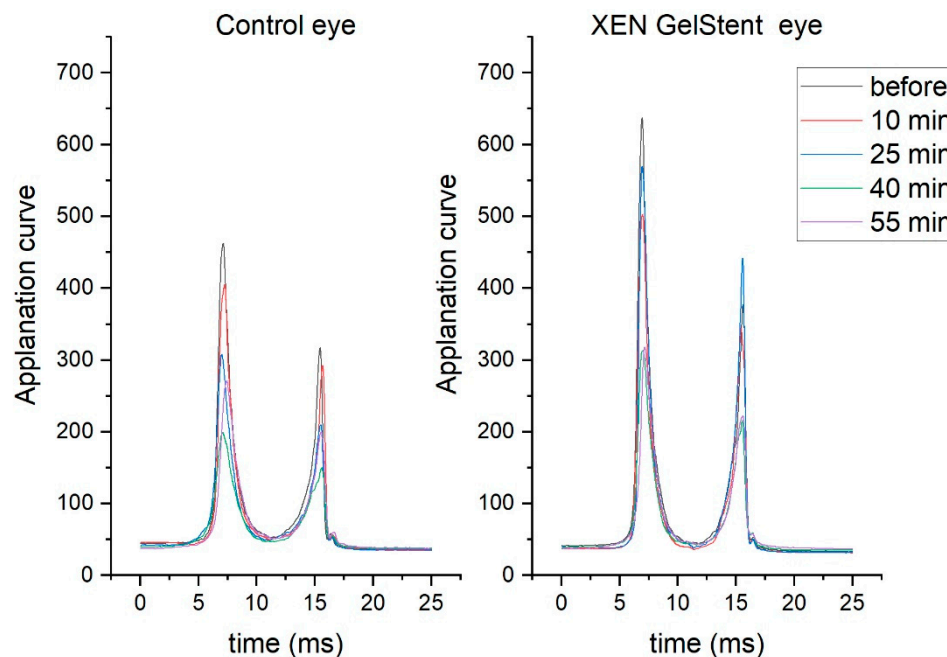 Control eye
700
600
500
400
300
200
100
0
Applanation curve
0 5 10 15 20 25
time (ms)
XEN GelStent eye
700
600
500
400
300
200
100
0
Applanation curve
0 5 10 15 20 25
time (ms)
before
10 min
25 min
40 min
55 min